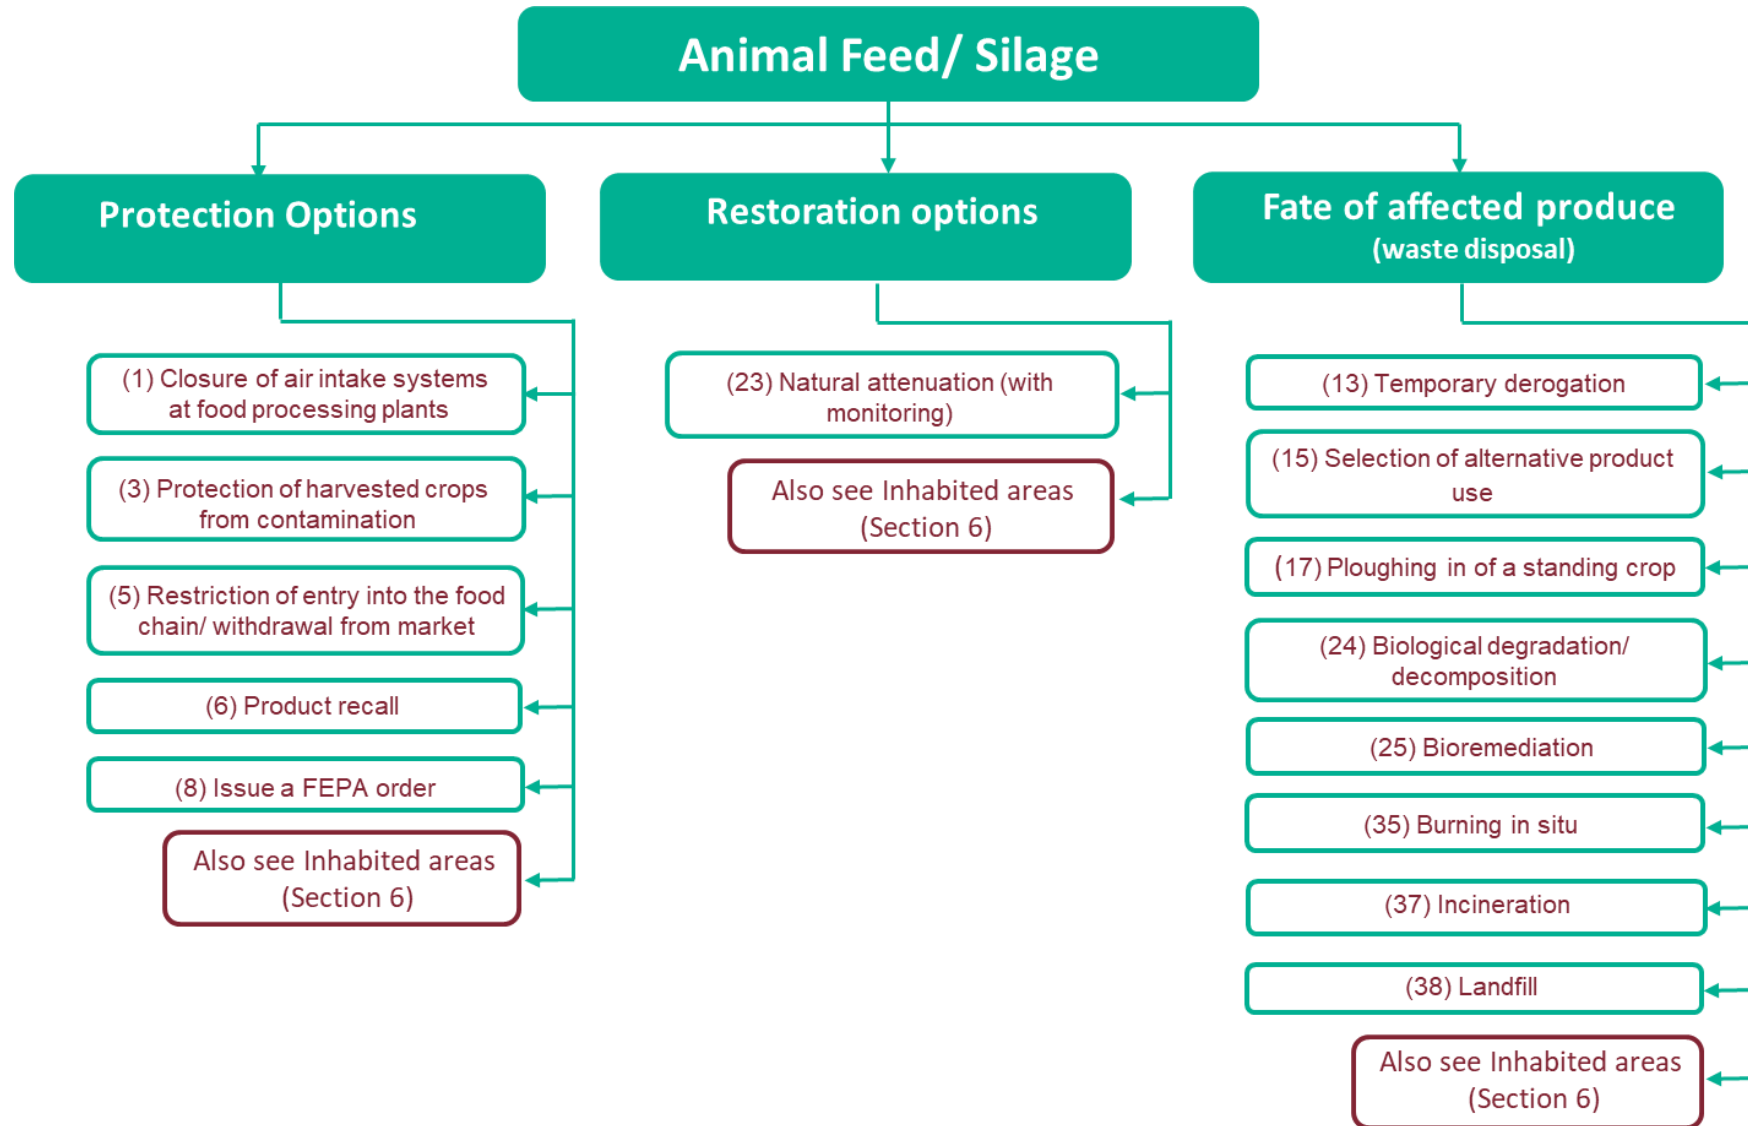 Animal Feed/ Silage
Protection Options
(1) Closure of air intake systems
at food processing plants
(3) Protection of harvested crops
from contamination
(5) Restriction of entry into the food
chain/ withdrawal from market
(6) Product recall
(8) Issue a FEPA order
Also see Inhabited areas
(Section 6)
Restoration options
(23) Natural attenuation (with
monitoring)
Also see Inhabited areas
(Section 6)
Fate of affected produce
(waste disposal)
(13) Temporary derogation
(15) Selection of alternative product
use
(17) Ploughing in of a standing crop
(24) Biological degradation/
decomposition
(25) Bioremediation
(35) Burning in situ
(37) Incineration
(38) Landfill
Also see Inhabited areas
(Section 6)